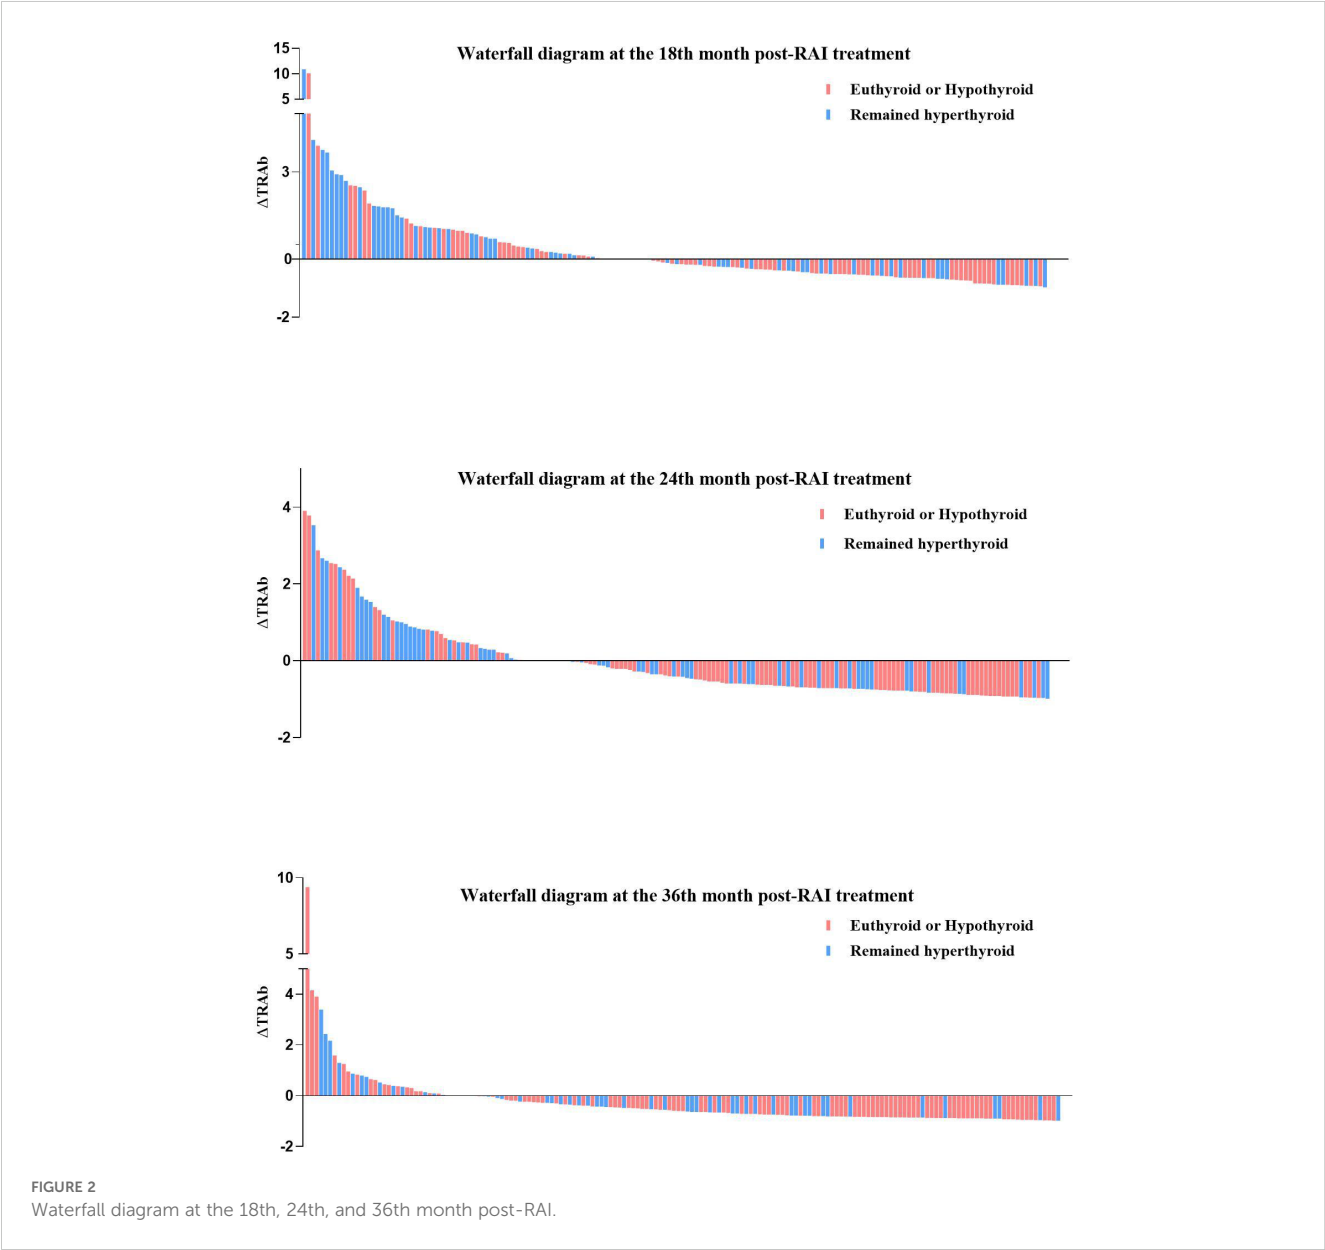 Waterfall diagram at the 18th month post-RAI treatment
15
10
5
3
0
-2
ΔTRAb
Euthyroid or Hypothyroid
Remained hyperthyroid
Waterfall diagram at the 24th month post-RAI treatment
4
2
0
-2
ΔTRAb
Euthyroid or Hypothyroid
Remained hyperthyroid
Waterfall diagram at the 36th month post-RAI treatment
10
5
4
2
0
-2
ΔTRAb
Euthyroid or Hypothyroid
Remained hyperthyroid
FIGURE 2
Waterfall diagram at the 18th, 24th, and 36th month post-RAI.